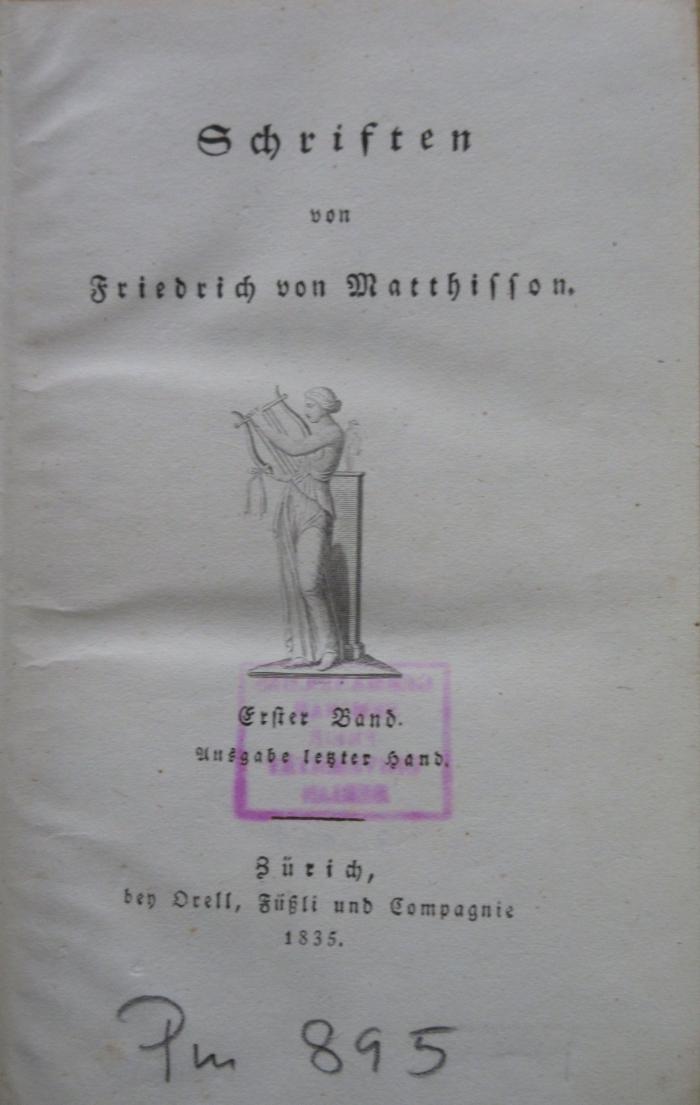 Schriften
von
Friedrich von Matthisson.
Erster Band.
Ausgabe letzter Hand.
Zürich,
bey Orell, Füßli und Compagnie
1835.
Pm 895